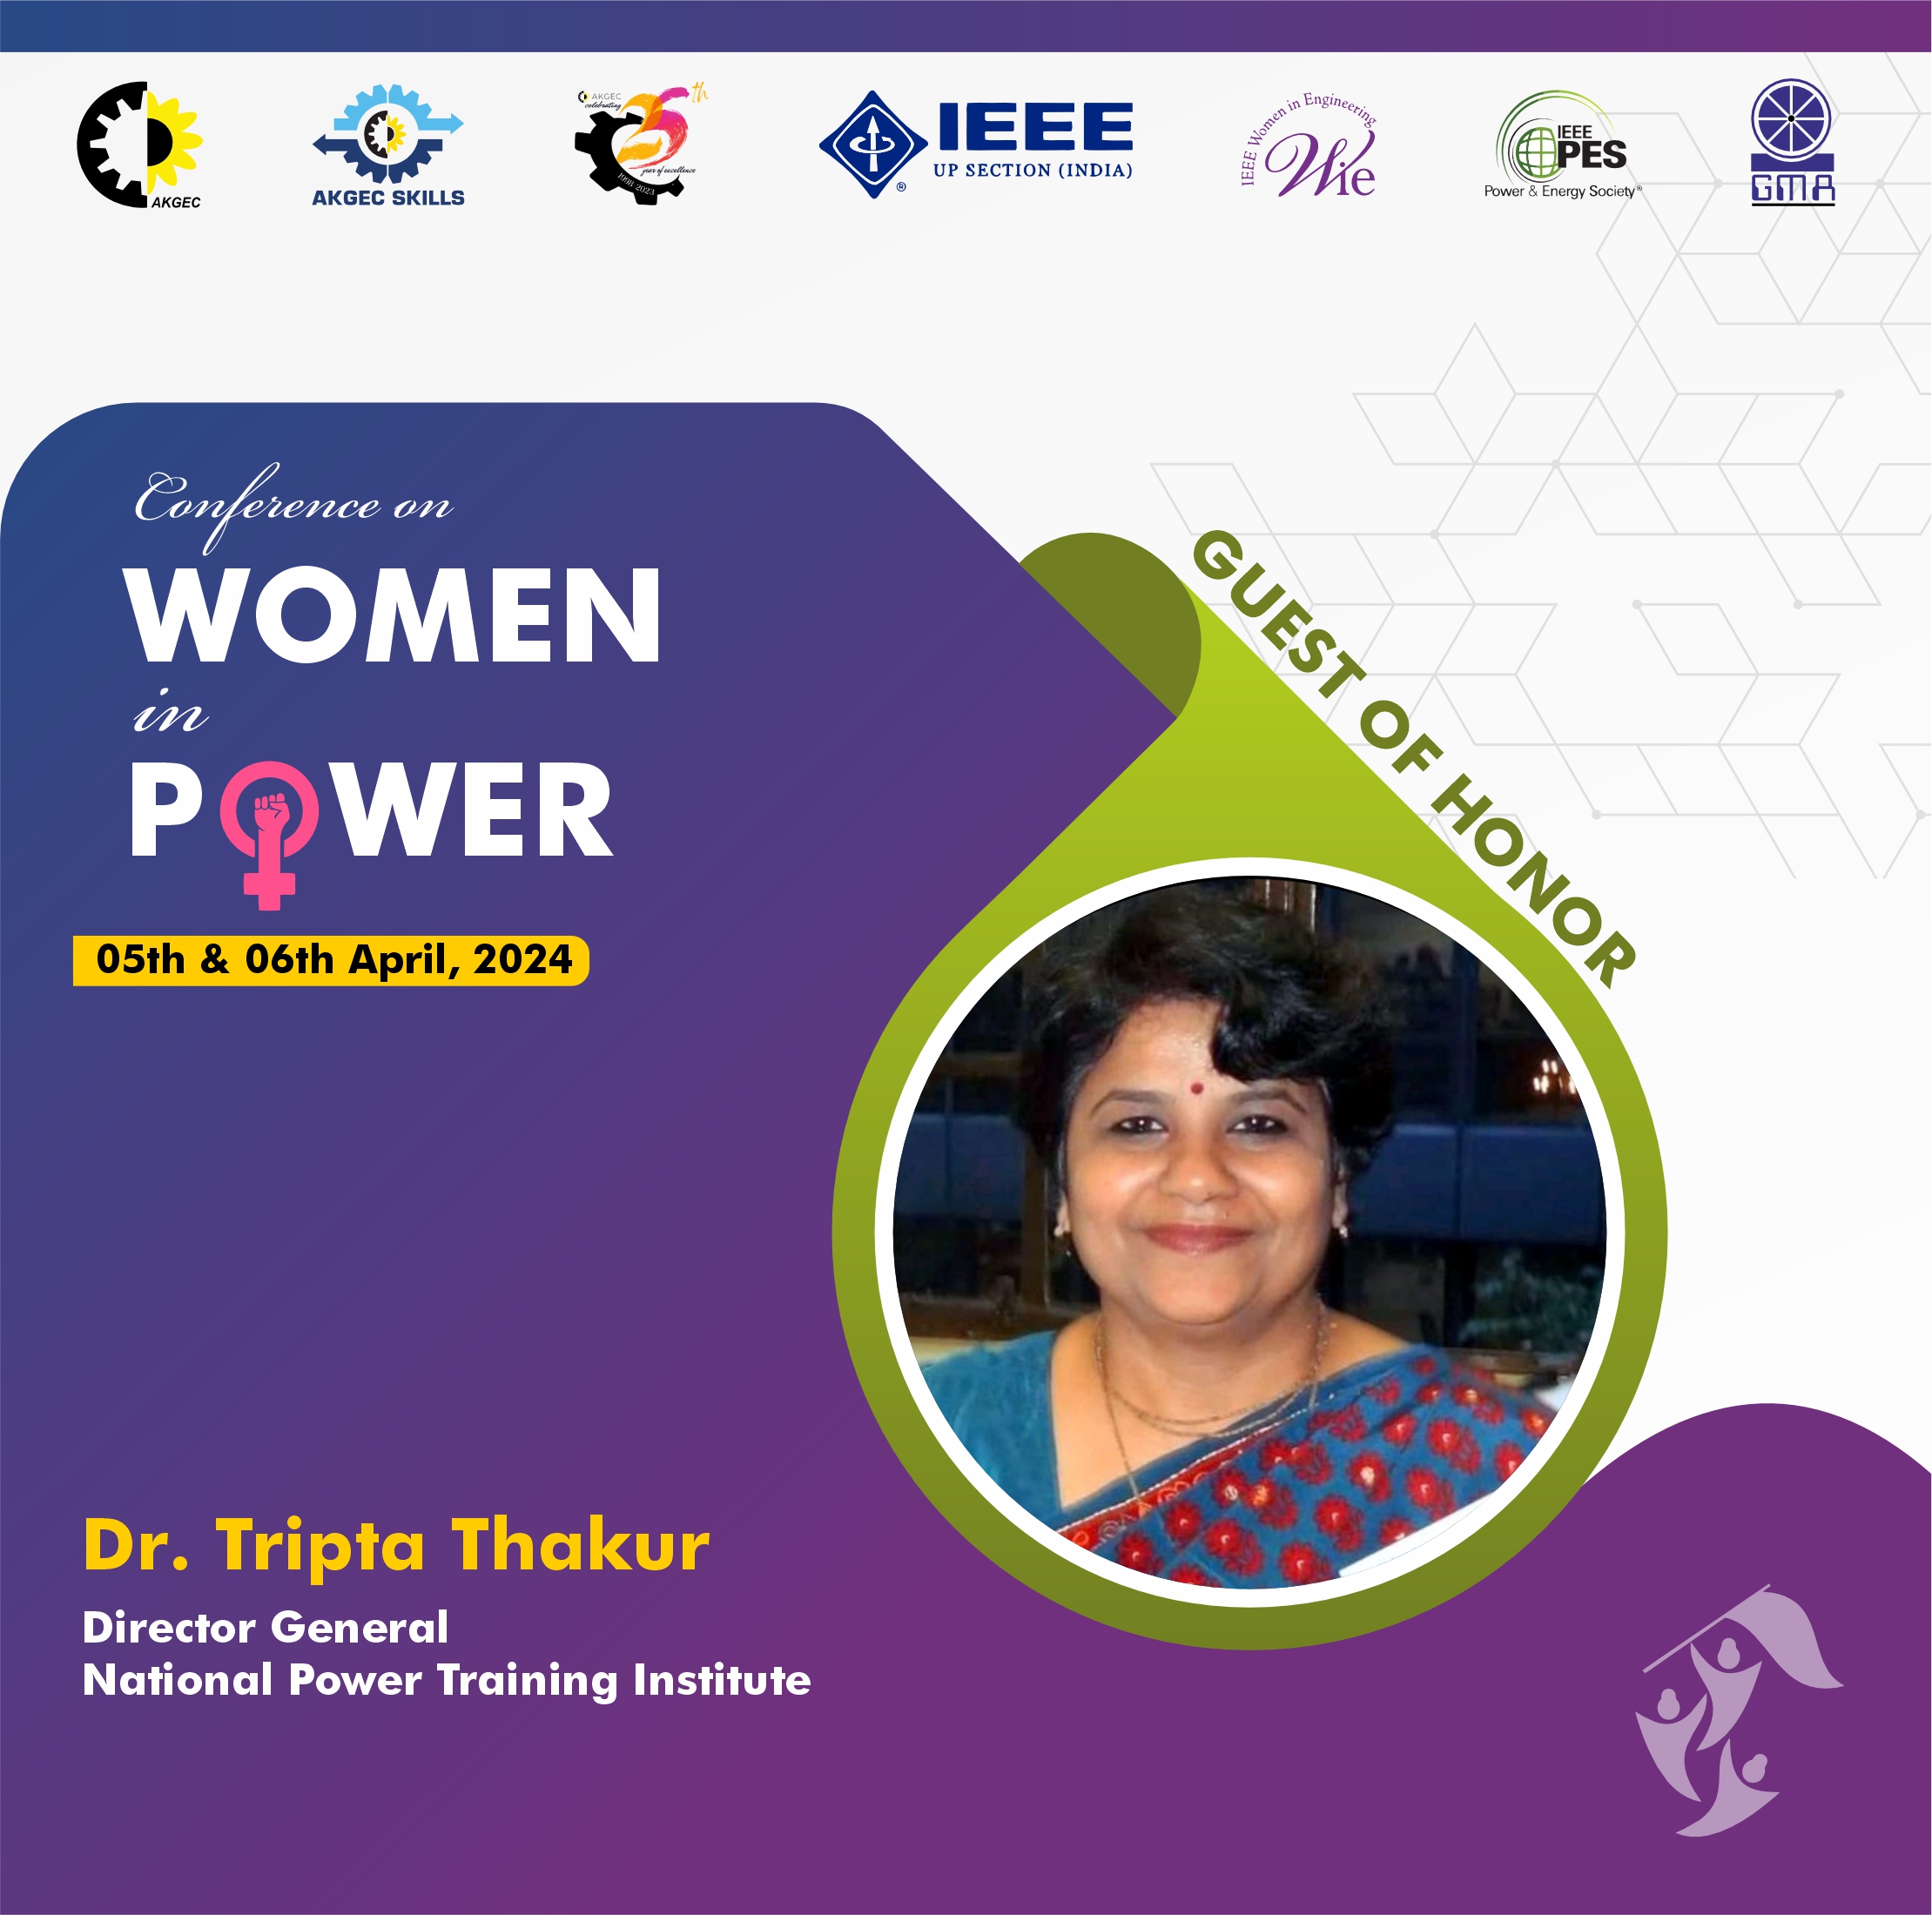 AKGEC
AKGEC SKILLS
AKGEC
celebrating
25th
year of excellence
1998-2023
IEEE
UP SECTION (INDIA)
®
IEEE Women in Engineering
Wie
IEEE
PES
Power & Energy Society®
GMA
Conference on
WOMEN
in
POWER
05th & 06th April, 2024
GUEST OF HONOR
Dr. Tripta Thakur
Director General
National Power Training Institute